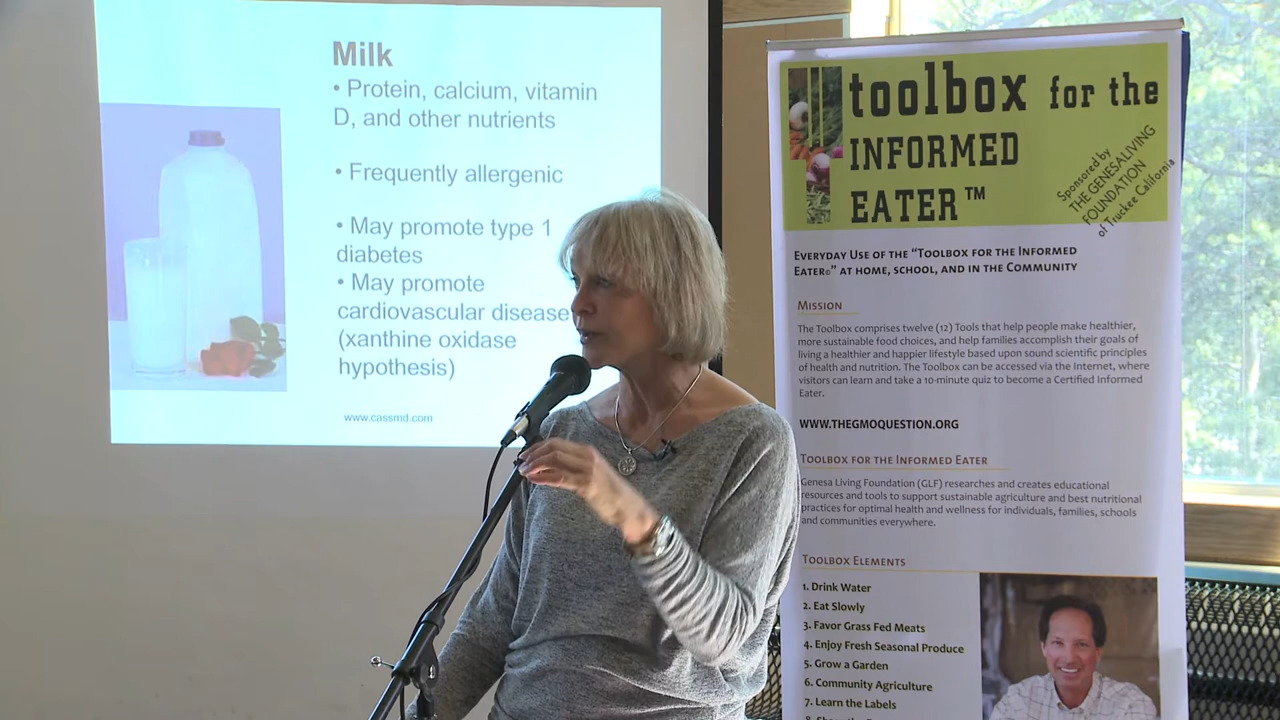 Milk
• Protein, calcium, vitamin
D, and other nutrients
• Frequently allergenic
• May promote type 1
diabetes
• May promote
cardiovascular disease
(xanthine oxidase
hypothesis)
www.cassmd.com
toolbox for the
INFORMED
EATER™
Sponsored by
THE GENESALIVING
FOUNDATION
of Truckee California
EVERYDAY USE OF THE “TOOLBOX FOR THE INFORMED
EATER©” AT HOME, SCHOOL, AND IN THE COMMUNITY
MISSION
The Toolbox comprises twelve (12) Tools that help people make healthier,
more sustainable food choices, and help families accomplish their goals of
living a healthier and happier lifestyle based upon sound scientific principles
of health and nutrition. The Toolbox can be accessed via the Internet, where
visitors can learn and take a 10-minute quiz to become a Certified Informed
Eater.
WWW.THEGMOQUESTION.ORG
TOOLBOX FOR THE INFORMED EATER
Genesa Living Foundation (GLF) researches and creates educational
resources and tools to support sustainable agriculture and best nutritional
practices for optimal health and wellness for individuals, families, schools
and communities everywhere.
TOOLBOX ELEMENTS
1. Drink Water
2. Eat Slowly
3. Favor Grass Fed Meats
4. Enjoy Fresh Seasonal Produce
5. Grow a Garden
6. Community Agriculture
7. Learn the Labels